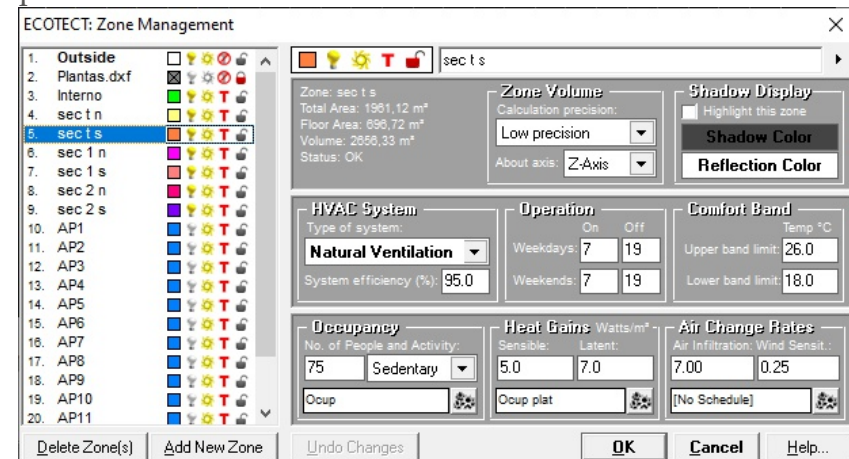 ECOTECT: Zone Management
1. Outside
2. Plantas.dxf
3. Interno
4. sec t n
5. sec t s
6. sec 1 n
7. sec 1 s
8. sec 2 n
9. sec 2 s
10. AP1
11. AP2
12. AP3
13. AP4
14. AP5
15. AP6
16. AP7
17. AP8
18. AP9
19. AP10
20. AP11
Delete Zone(s) Add New Zone
T sec t s
Zone: sec t s
Total Area: 1961,12 m²
Floor Area: 696,72 m²
Volume: 2656,33 m³
Status: OK
Zone Volume
Calculation precision:
Low precision
About axis: Z-Axis
Shadow Display
Highlight this zone
Shadow Color
Reflection Color
HVAC System
Type of system:
Natural Ventilation
System efficiency (%): 95.0
Operation
On Off
Weekdays: 7 19
Weekends: 7 19
Comfort Band
Temp °C
Upper band limit: 26.0
Lower band limit: 18.0
Occupancy
No. of People and Activity:
75 Sedentary
Ocup
Heat Gains Watts/m²
Sensible: Latent:
5.0 7.0
Ocup plat
Air Change Rates
Air Infiltration: Wind Sensit.:
7.00 0.25
[No Schedule]
Undo Changes OK Cancel Help...